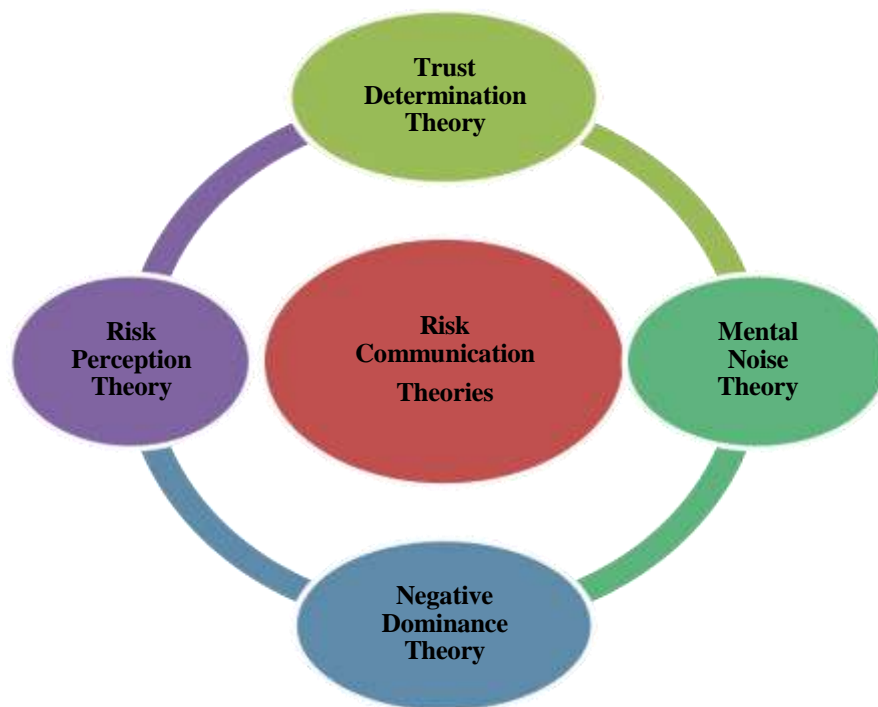 Trust
Determination
Theory
Risk
Perception
Theory
Risk
Communication
Theories
Mental
Noise
Theory
Negative
Dominance
Theory